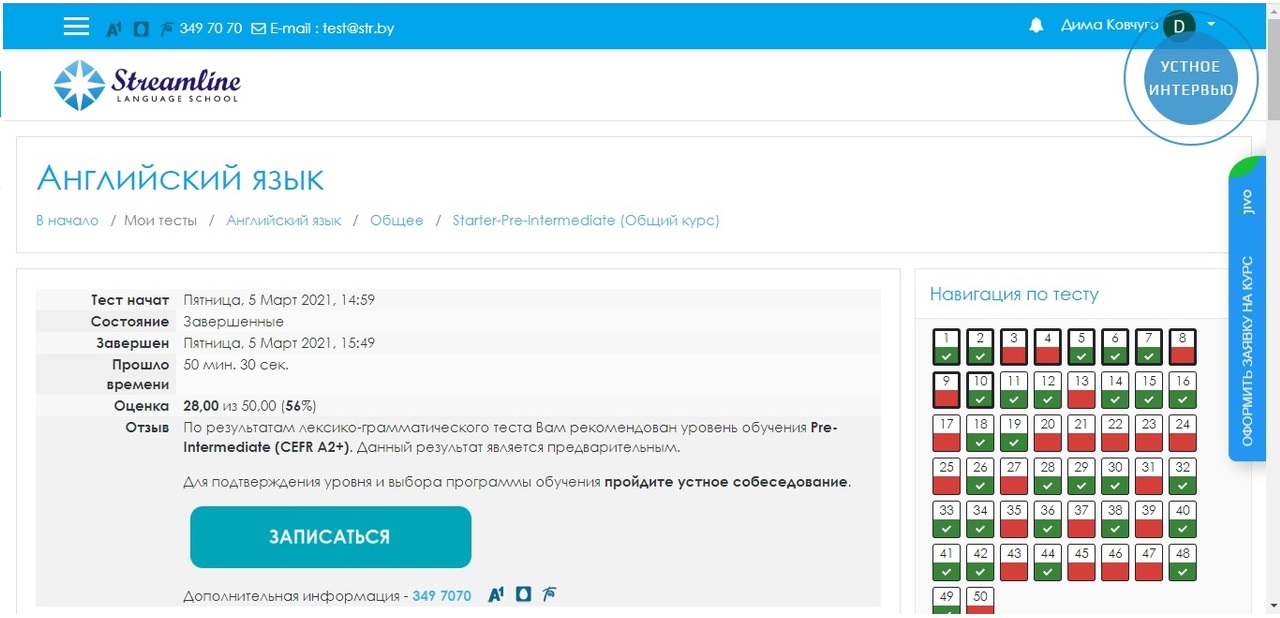 349 70 70 E-mail : test@str.by
Дима Ковчуго D
УСТНОЕ
ИНТЕРВЬЮ
Streamline
LANGUAGE SCHOOL
Английский язык
В начало / Мои тесты / Английский язык / Общее / Starter-Pre-Intermediate (Общий курс)
Тест начат Пятница, 5 Март 2021, 14:59
Состояние Завершенные
Завершен Пятница, 5 Март 2021, 15:49
Прошло 50 мин. 30 сек.
времени
Оценка 28,00 из 50,00 (56%)
Отзыв По результатам лексико-грамматического теста Вам рекомендован уровень обучения Pre-
Intermediate (CEFR A2+). Данный результат является предварительным.
Для подтверждения уровня и выбора программы обучения пройдите устное собеседование.
ЗАПИСАТЬСЯ
Дополнительная информация - 349 7070 A1
Навигация по тесту
1 2 3 4 5 6 7 8
9 10 11 12 13 14 15 16
17 18 19 20 21 22 23 24
25 26 27 28 29 30 31 32
33 34 35 36 37 38 39 40
41 42 43 44 45 46 47 48
49 50
ОФОРМИТЬ ЗАЯВКУ НА КУРС jivo